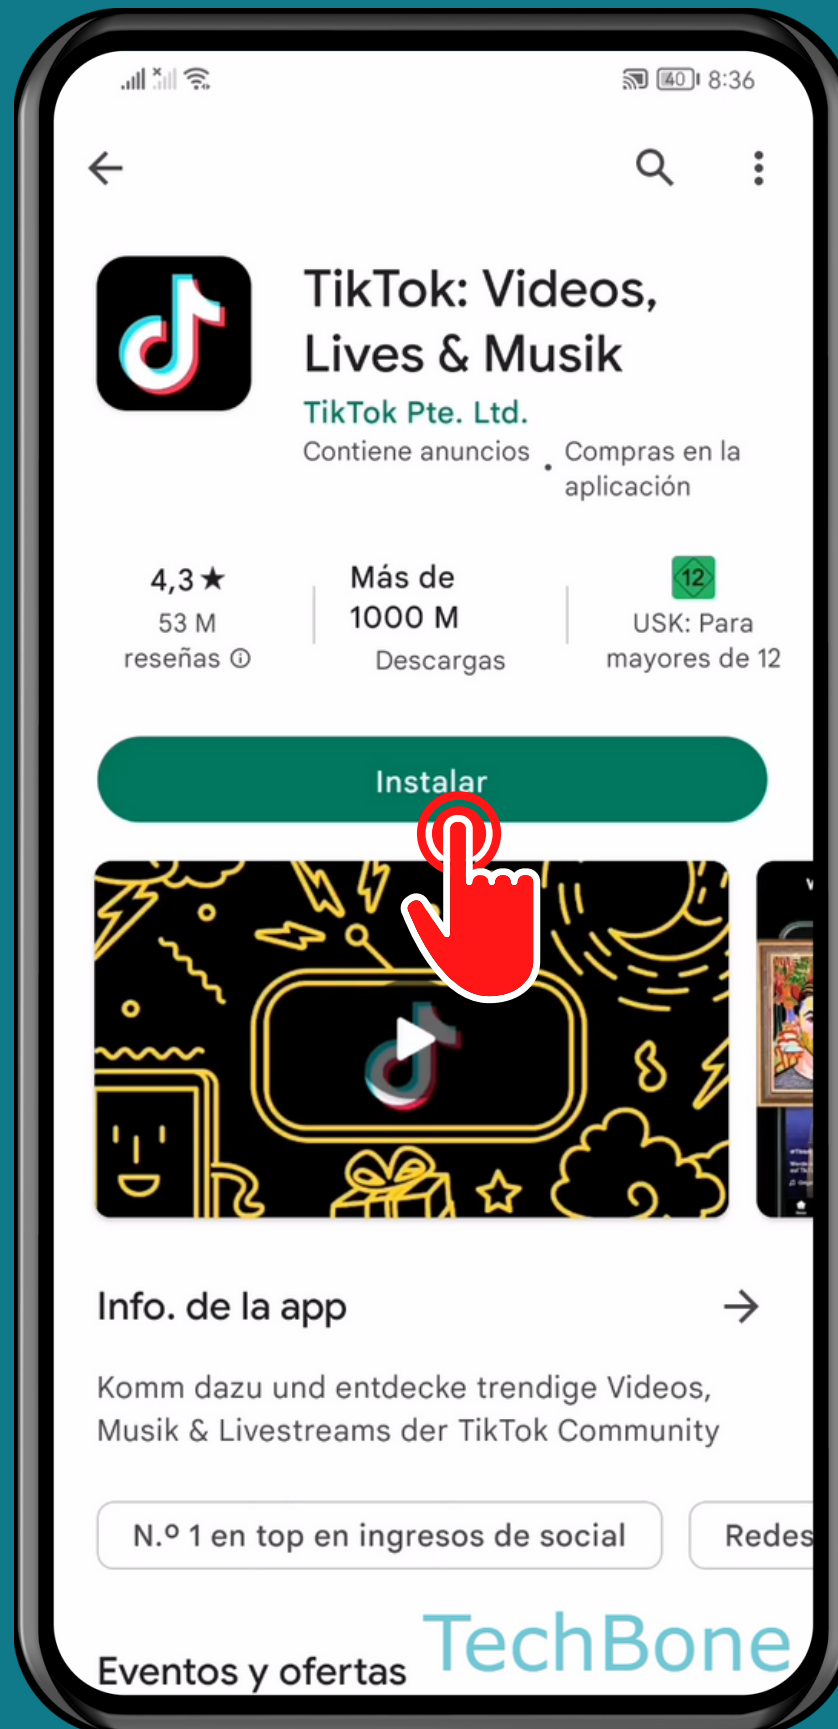 40 8:36
TikTok: Videos,
Lives & Musik
TikTok Pte. Ltd.
Contiene anuncios · Compras en la
aplicación
4,3★
53 M
reseñas
Más de
1000 M
Descargas
12
USK: Para
mayores de 12
Instalar
Info. de la app
Komm dazu und entdecke trendige Videos,
Musik & Livestreams der TikTok Community
N.º 1 en top en ingresos de social
Redes
Eventos y ofertas
TechBone